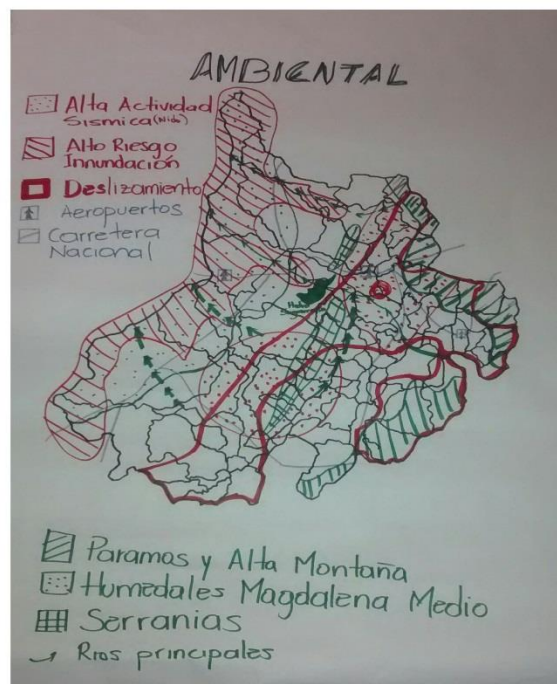 AMBIENTAL
Alta Actividad
Sismica (Nido)
Alto Riesgo
Innundación
Deslizamiento
Aeropuertos
Carretera
Nacional
Paramos y Alta Montaña
Humedales Magdalena Medio
Serranias
Rios principales